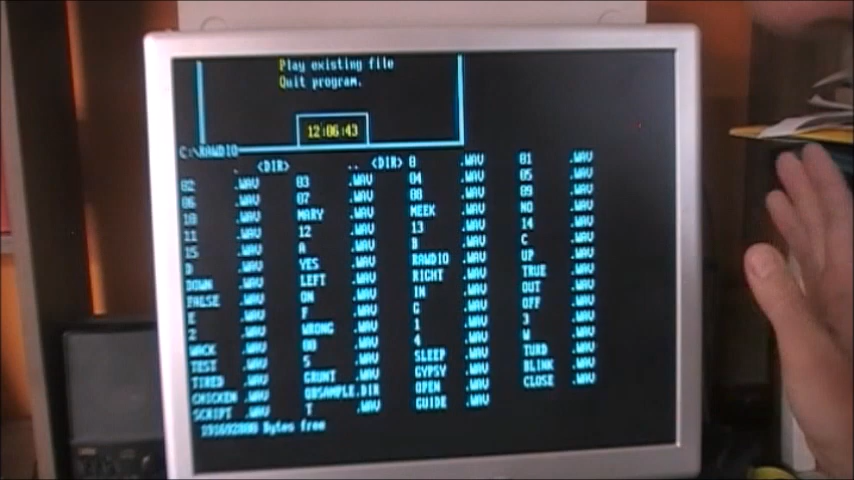 Play existing file
Quit program.
12:06:43
C:\RAWDIO
. <DIR> .. <DIR> 0 .WAV 01 .WAV
02 .WAV 03 .WAV 04 .WAV 05 .WAV
06 .WAV 07 .WAV 08 .WAV 09 .WAV
10 .WAV MARY .WAV MEEK .WAV NO .WAV
11 .WAV 12 .WAV 13 .WAV 14 .WAV
15 .WAV A .WAV B .WAV C .WAV
D .WAV YES .WAV RAWDIO .WAV UP .WAV
DOWN .WAV LEFT .WAV RIGHT .WAV TRUE .WAV
FALSE .WAV ON .WAV IN .WAV OUT .WAV
E .WAV F .WAV G .WAV OFF .WAV
2 .WAV WRONG .WAV 1 .WAV 3 .WAV
WACK .WAV 00 .WAV 4 .WAV W .WAV
TEST .WAV 5 .WAV SLEEP .WAV TURD .WAV
TIRED .WAV GRUNT .WAV GYPSY .WAV BLINK .WAV
CHICKEN .WAV QBSAMPLE.DIR OPEN .WAV CLOSE .WAV
SCRIPT .WAV T .WAV GUIDE .WAV
Bytes free